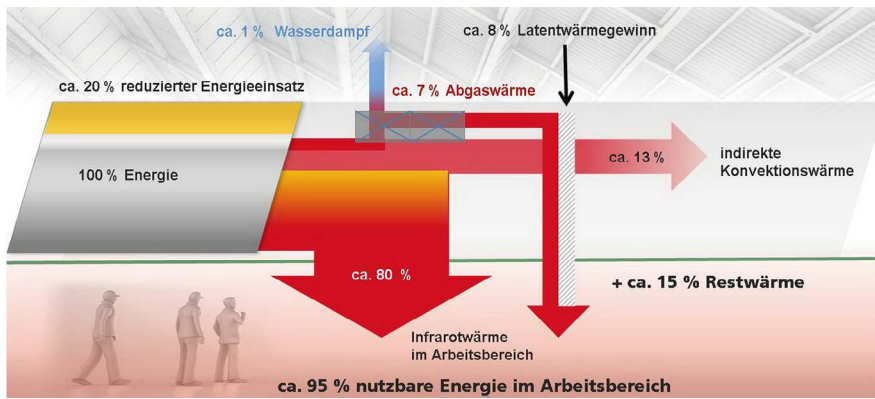 ca. 1 % Wasserdampf
ca. 8 % Latentwärmegewinn
ca. 20 % reduzierter Energieeinsatz
ca. 7 % Abgaswärme
100 % Energie
ca. 13 %
indirekte
Konvektionswärme
ca. 80 %
+ ca. 15 % Restwärme
Infrarotwärme
im Arbeitsbereich
ca. 95 % nutzbare Energie im Arbeitsbereich